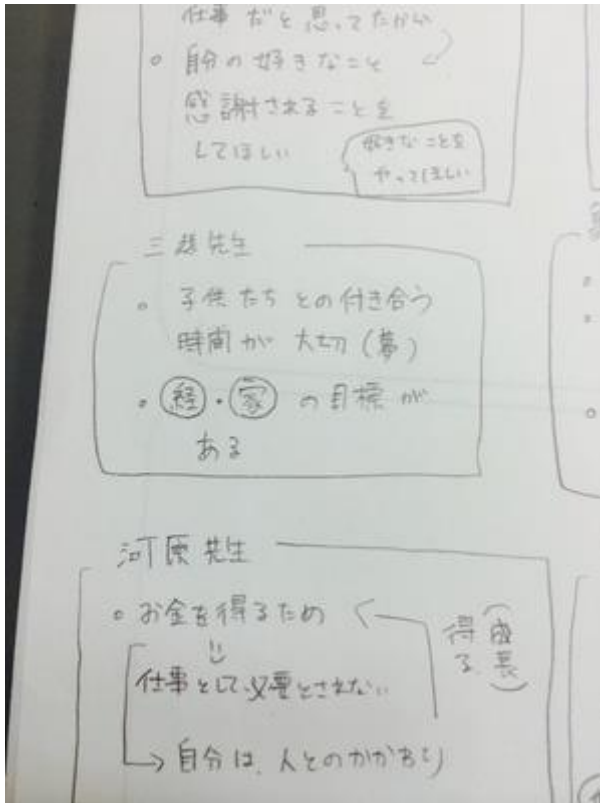 仕事だと思ってたから
自分の好きなこと
感謝されることを
してほしい
好きなことを
やってほしい
先生
子供たちとの付き合う
時間が大切(夢)
経・家の目標が
ある
河原先生
お金を得るため
仕事として必要とされない
自分は、人とのかかわり
(成長)
得る